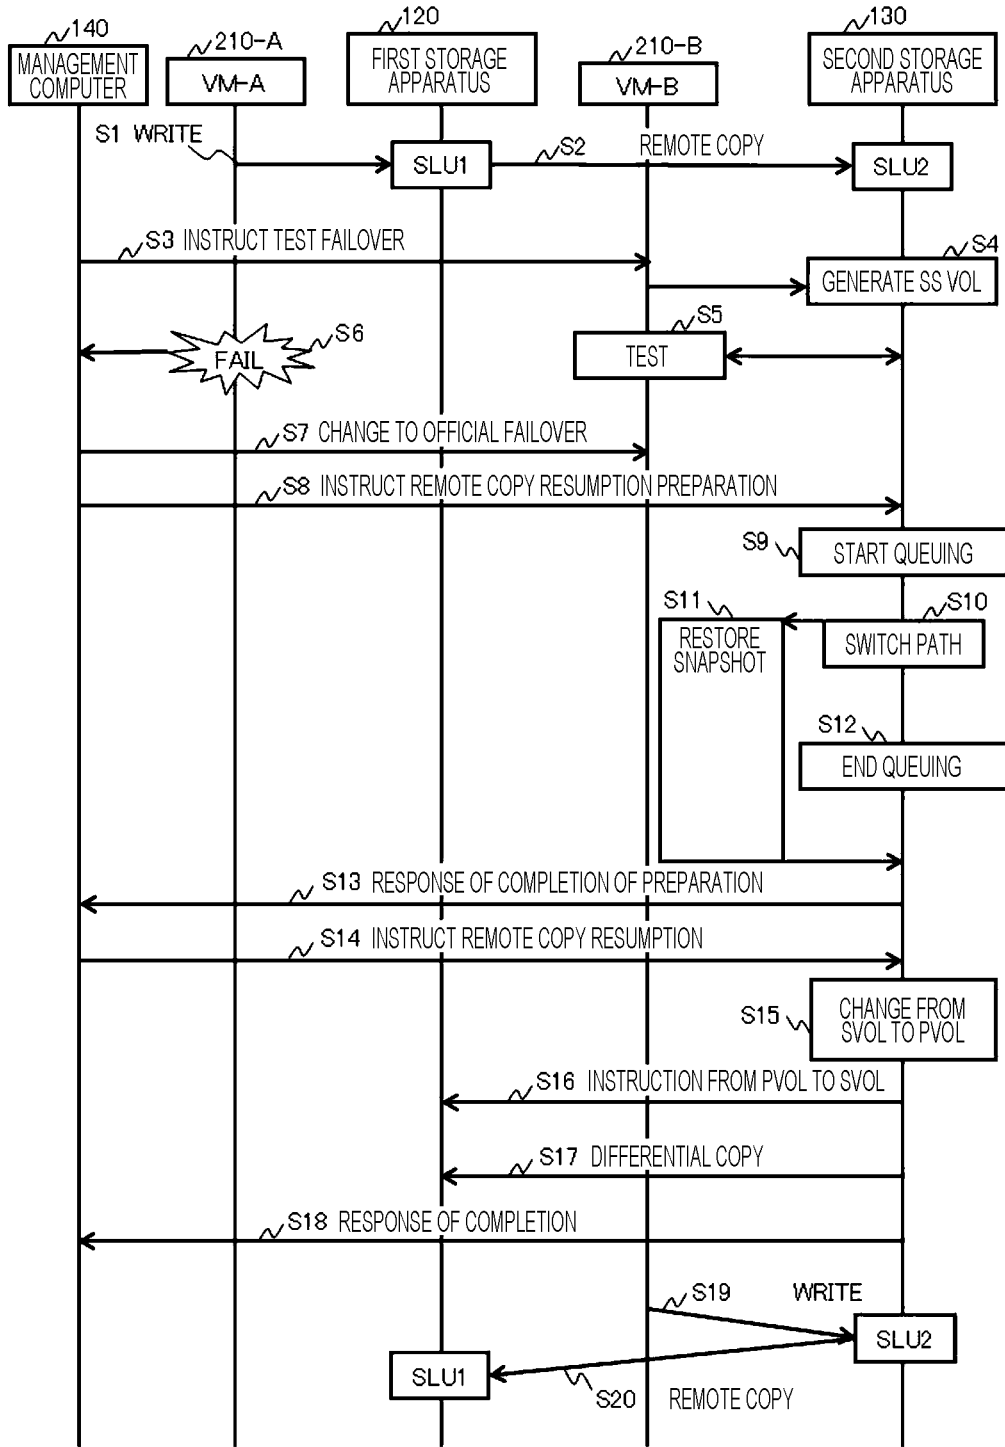 140
210-A
120
210-B
130
MANAGEMENT
COMPUTER
VM-A
FIRST STORAGE
APPARATUS
VM-B
SECOND STORAGE
APPARATUS
S1 WRITE
SLU1
S2
REMOTE COPY
SLU2
S3 INSTRUCT TEST FAILOVER
S4
GENERATE SS VOL
S6
FAIL
S5
TEST
S7 CHANGE TO OFFICIAL FAILOVER
S8 INSTRUCT REMOTE COPY RESUMPTION PREPARATION
S9
START QUEUING
S11
RESTORE
SNAPSHOT
S10
SWITCH PATH
S12
END QUEUING
S13 RESPONSE OF COMPLETION OF PREPARATION
S14 INSTRUCT REMOTE COPY RESUMPTION
S15
CHANGE FROM
SVOL TO PVOL
S16 INSTRUCTION FROM PVOL TO SVOL
S17 DIFFERENTIAL COPY
S18 RESPONSE OF COMPLETION
S19
WRITE
SLU2
SLU1
S20
REMOTE COPY